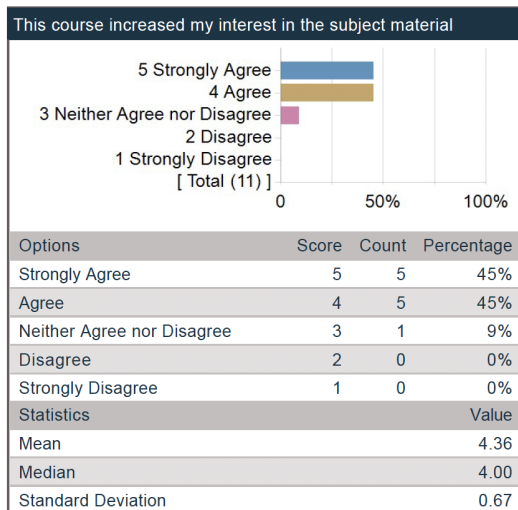 This course increased my interest in the subject material
5 Strongly Agree
4 Agree
3 Neither Agree nor Disagree
2 Disagree
1 Strongly Disagree
[ Total (11) ]
0 50% 100%
Options Score Count Percentage
Strongly Agree 5 5 45%
Agree 4 5 45%
Neither Agree nor Disagree 3 1 9%
Disagree 2 0 0%
Strongly Disagree 1 0 0%
Statistics Value
Mean 4.36
Median 4.00
Standard Deviation 0.67